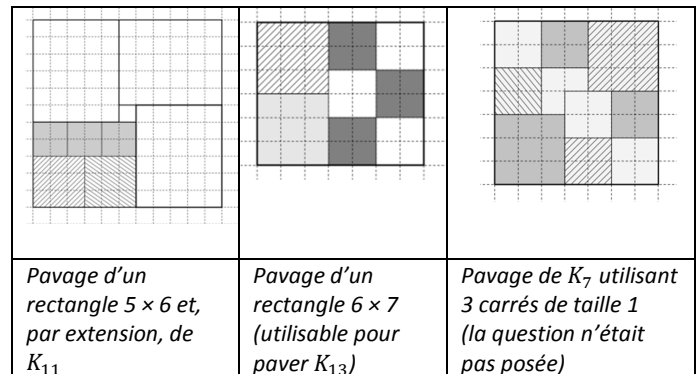 Pavage d’un
rectangle 5 × 6 et,
par extension, de
K₁₁
Pavage d’un
rectangle 6 × 7
(utilisable pour
paver K₁₃)
Pavage de K₇ utilisant
3 carrés de taille 1
(la question n’était
pas posée)